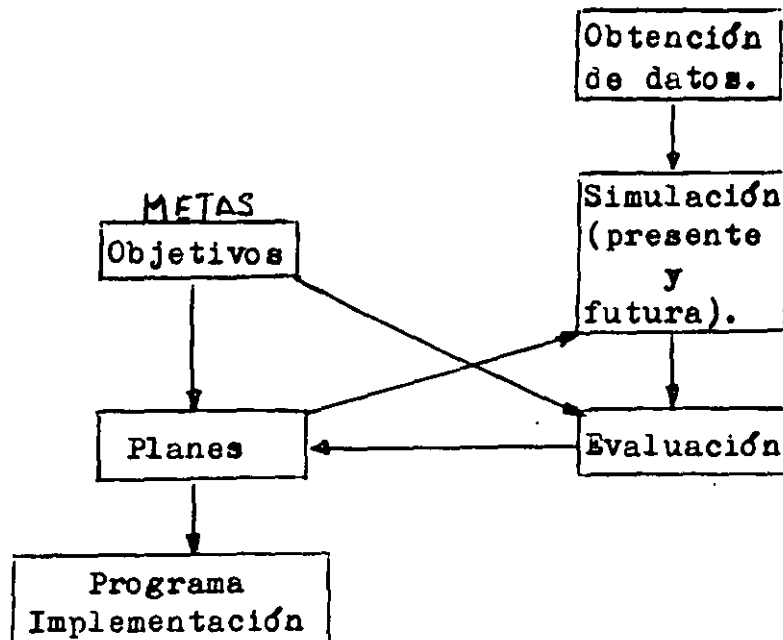 Obtención
de datos.
Simulación
(presente
y
futura).
METAS
Objetivos
Planes
Evaluación
Programa
Implementación